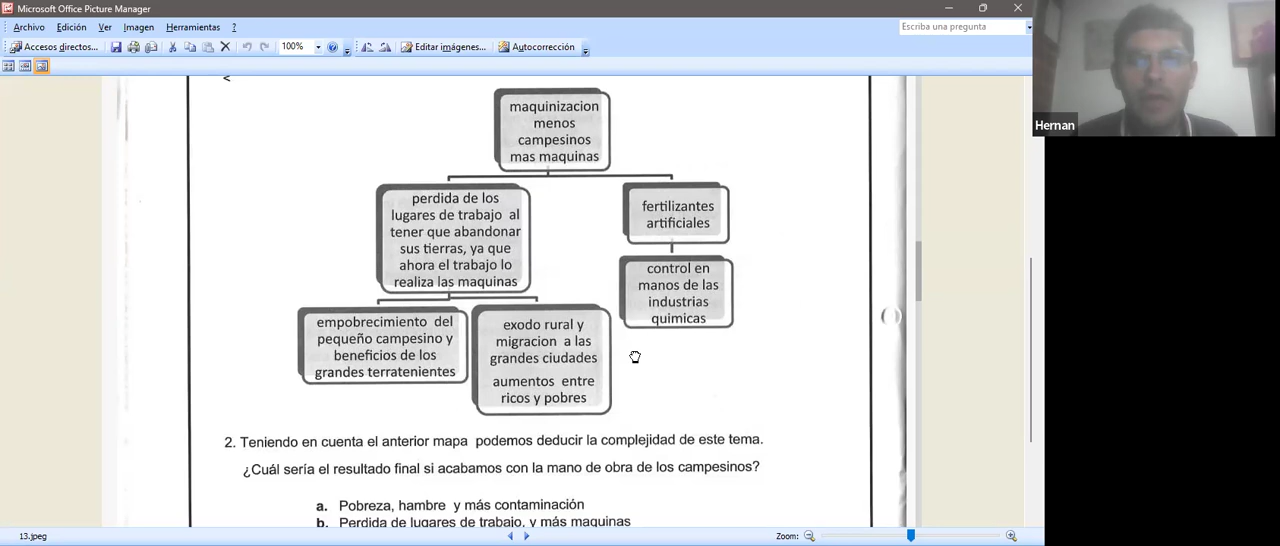 Microsoft Office Picture Manager
Archivo Edición Ver Imagen Herramientas ?
Escriba una pregunta
Accesos directos... 100% Editar imágenes... Autocorrección
<
maquinizacion
menos
campesinos
mas maquinas
perdida de los
lugares de trabajo al
tener que abandonar
sus tierras, ya que
ahora el trabajo lo
realiza las maquinas
fertilizantes
artificiales
control en
manos de las
industrias
quimicas
empobrecimiento del
pequeño campesino y
beneficios de los
grandes terratenientes
exodo rural y
migracion a las
grandes ciudades
aumentos entre
ricos y pobres
2. Teniendo en cuenta el anterior mapa podemos deducir la complejidad de este tema.
¿Cuál sería el resultado final si acabamos con la mano de obra de los campesinos?
a. Pobreza, hambre y más contaminación
b. Perdida de lugares de trabajo, y más maquinas
13.jpeg
Zoom:
Hernan